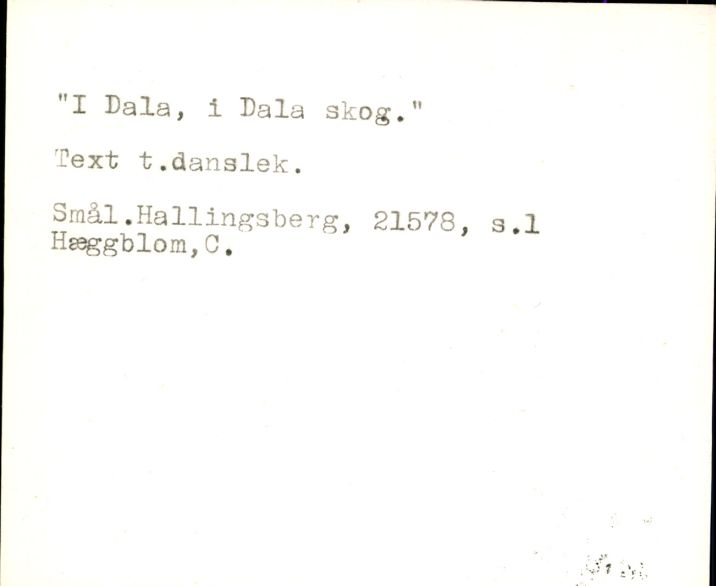 "I Dala, i Dala skog."
Text t.danslek.
Smål.Hallingsberg, 21578, s.1
Hæggblom,C.